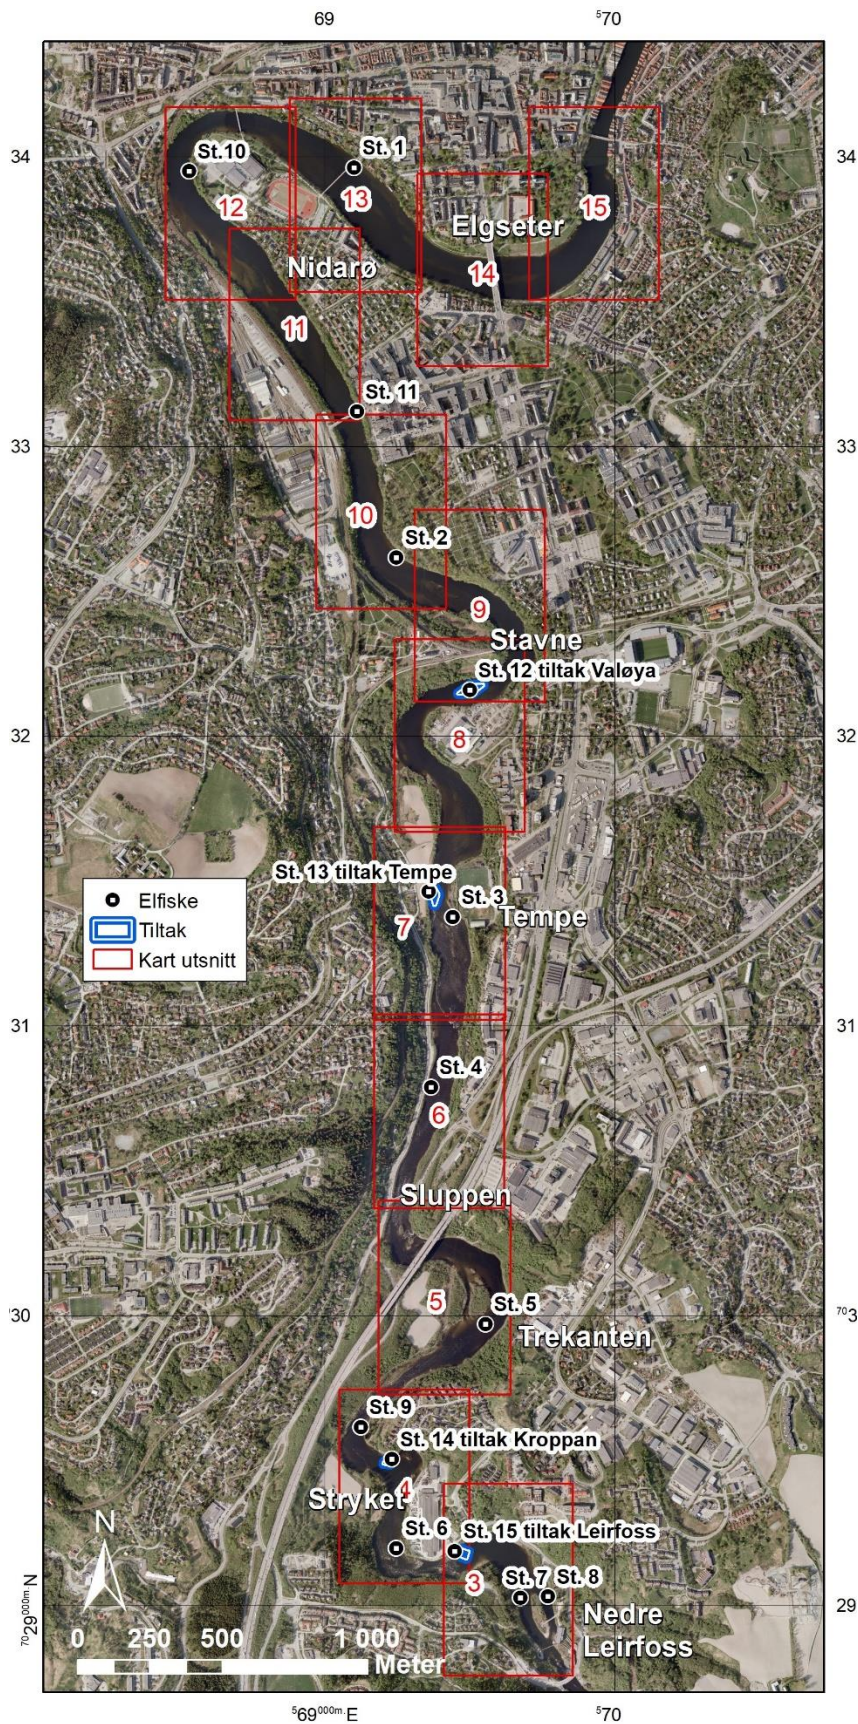 69
⁵70
34
34
St.10
St. 1
12
13
15
Elgseter
Nidarø
14
11
St. 11
33
33
10
St. 2
9
Stavne
St. 12 tiltak Valøya
32
32
8
St. 13 tiltak Tempe
St. 3
Tempe
7
Elfiske
Tiltak
Kart utsnitt
31
31
St. 4
6
Sluppen
5
30
⁷⁰3
St. 5
Trekanten
St. 9
St. 14 tiltak Kroppan
4
Stryket
St. 6
St. 15 tiltak Leirfoss
3
St. 7
St. 8
N
⁷⁰29⁰⁰⁰ᵐ·N
29
Nedre
Leirfoss
0 250 500 1 000
Meter
⁵69⁰⁰⁰ᵐ·E
⁵70